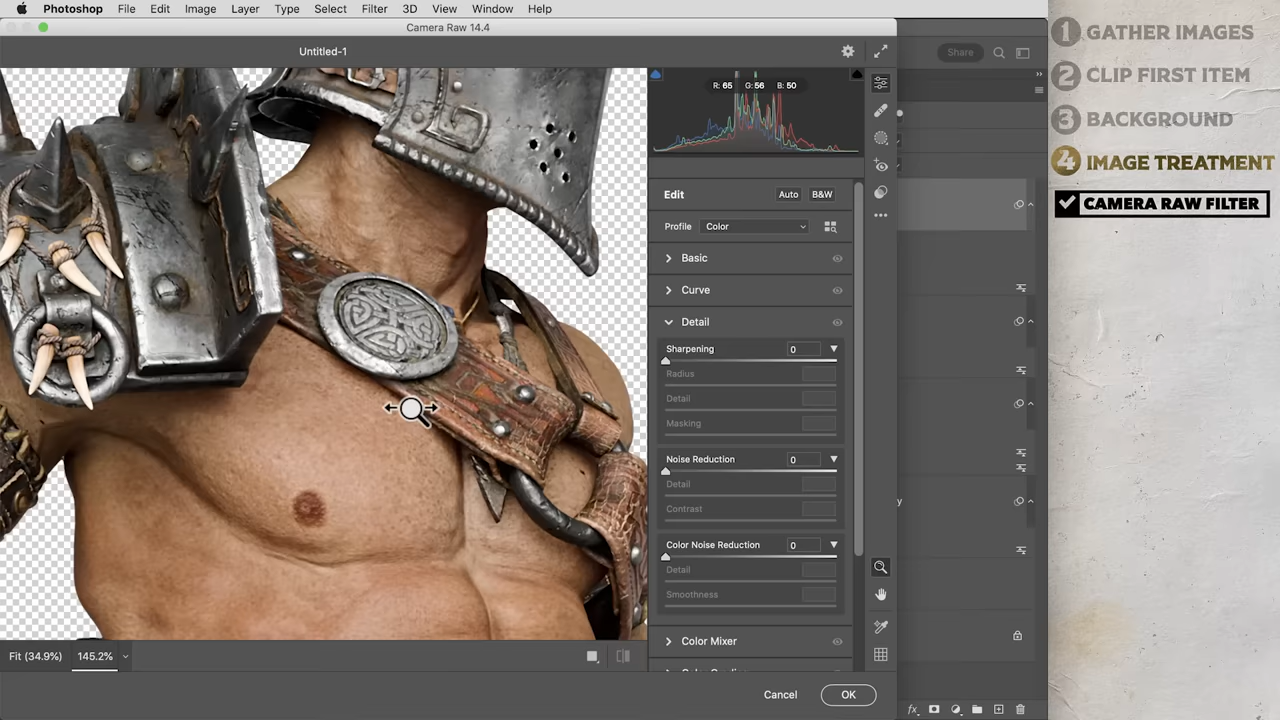 Photoshop File Edit Image Layer Type Select Filter 3D View Window Help
Camera Raw 14.4
Untitled-1
Share
R: 65 G: 56 B: 50
Edit Auto B&W
Profile Color
Basic
Curve
Detail
Sharpening 0
Radius
Detail
Masking
Noise Reduction 0
Detail
Contrast
Color Noise Reduction 0
Detail
Smoothness
Color Mixer
Fit (34.9%) 145.2%
Cancel OK
fx
1 GATHER IMAGES
2 CLIP FIRST ITEM
3 BACKGROUND
4 IMAGE TREATMENT
CAMERA RAW FILTER